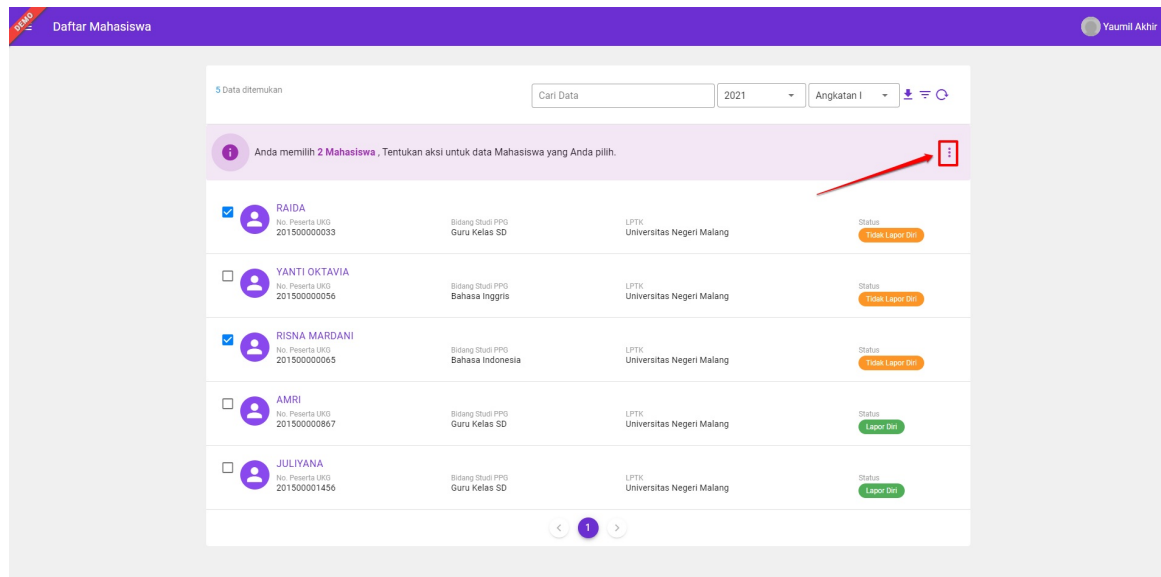 DEMO
Daftar Mahasiswa
Yaumil Akhir
5 Data ditemukan
Cari Data
2021
Angkatan I
Anda memilih 2 Mahasiswa , Tentukan aksi untuk data Mahasiswa yang Anda pilih.
RAIDA
No. Peserta UKG Bidang Studi PPG LPTK Status
201500000033 Guru Kelas SD Universitas Negeri Malang Tidak Lapor Diri
YANTI OKTAVIA
No. Peserta UKG Bidang Studi PPG LPTK Status
201500000056 Bahasa Inggris Universitas Negeri Malang Tidak Lapor Diri
RISNA MARDANI
No. Peserta UKG Bidang Studi PPG LPTK Status
201500000065 Bahasa Indonesia Universitas Negeri Malang Tidak Lapor Diri
AMRI
No. Peserta UKG Bidang Studi PPG LPTK Status
201500000867 Guru Kelas SD Universitas Negeri Malang Lapor Diri
JULIYANA
No. Peserta UKG Bidang Studi PPG LPTK Status
201500001456 Guru Kelas SD Universitas Negeri Malang Lapor Diri
1